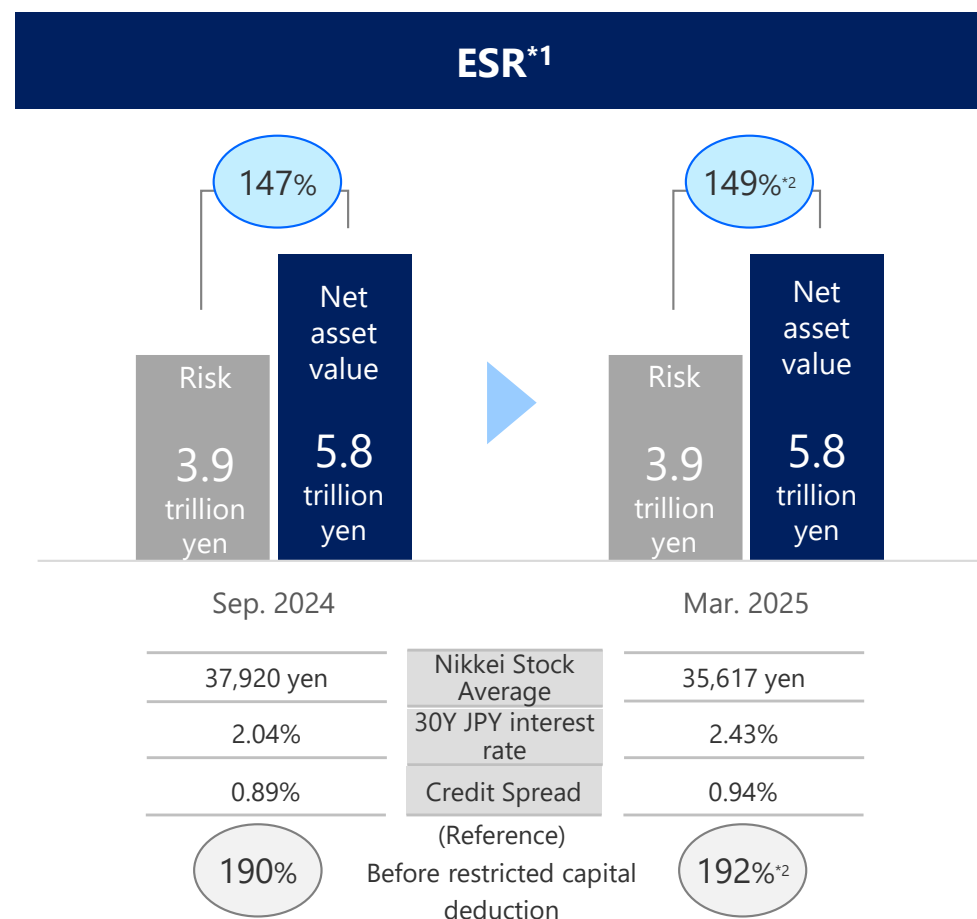 ESR*1
147%
149%*2
Risk
3.9
trillion
yen
Net
asset
value
5.8
trillion
yen
Risk
3.9
trillion
yen
Net
asset
value
5.8
trillion
yen
Sep. 2024
Mar. 2025
37,920 yen
Nikkei Stock
Average
35,617 yen
2.04%
30Y JPY interest
rate
2.43%
0.89%
Credit Spread
0.94%
190%
(Reference)
Before restricted capital
deduction
192%*2